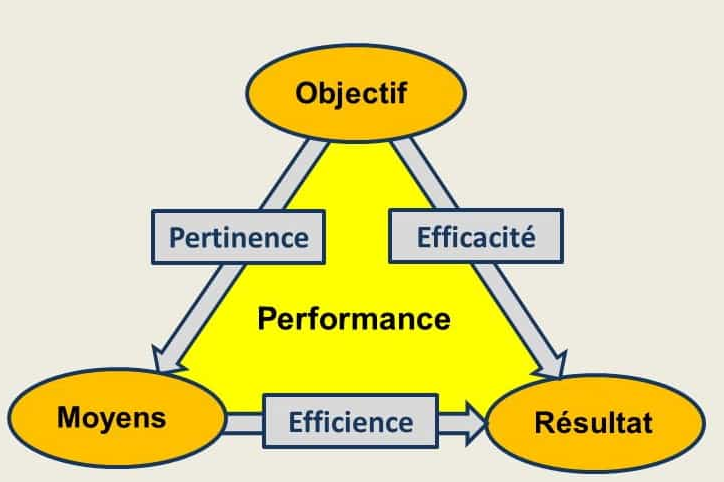 Objectif
Pertinence
Efficacité
Performance
Moyens
Efficience
Résultat